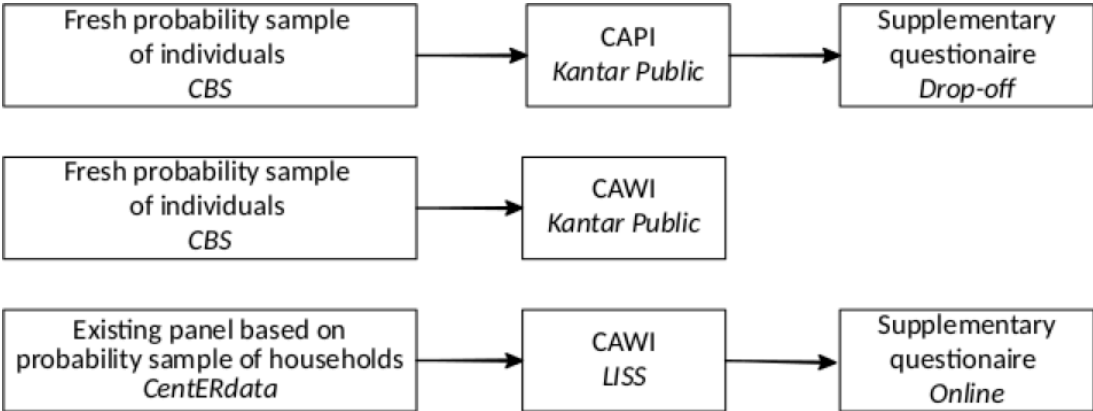 Fresh probability sample
of individuals
CBS
CAPI
Kantar Public
Supplementary
questionaire
Drop-off
Fresh probability sample
of individuals
CBS
CAWI
Kantar Public
Existing panel based on
probability sample of households
CentERdata
CAWI
LISS
Supplementary
questionaire
Online